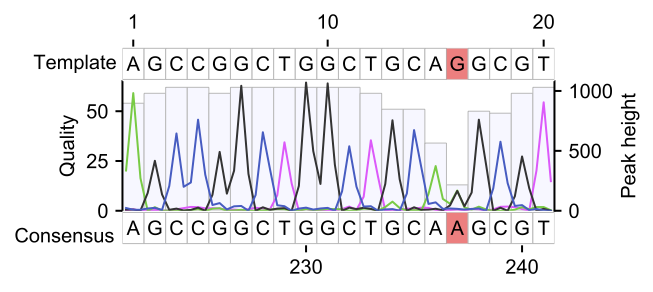 1 10 20
Template A G C C G G C T G G C T G C A G G C G T
50 1000
25 500
0 0
Quality
Peak height
Consensus A G C C G G C T G G C T G C A A G C G T
230 240